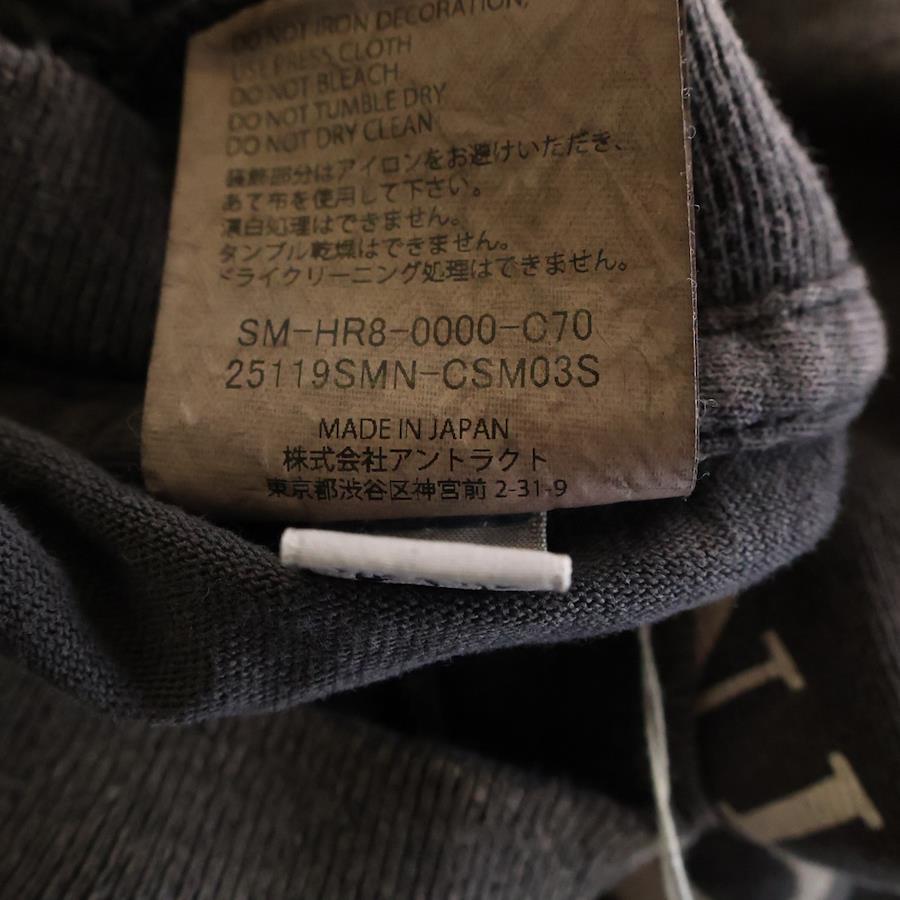 DO NOT IRON DECORATION,
USE PRESS CLOTH
DO NOT BLEACH
DO NOT TUMBLE DRY
DO NOT DRY CLEAN
装飾部分はアイロンをお避けいただき、
あて布を使用して下さい。
漂白処理はできません。
タンブル乾燥はできません。
ドライクリーニング処理はできません。
SM-HR8-0000-C70
25119SMN-CSM03S
MADE IN JAPAN
株式会社アントラクト
東京都渋谷区神宮前 2-31-9